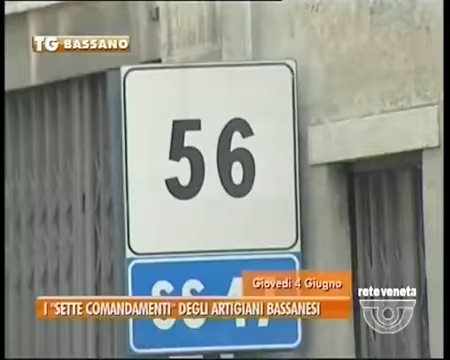 TG BASSANO
56
SS 47
Giovedì 4 Giugno
I "SETTE COMANDAMENTI" DEGLI ARTIGIANI BASSANESI
reteveneta